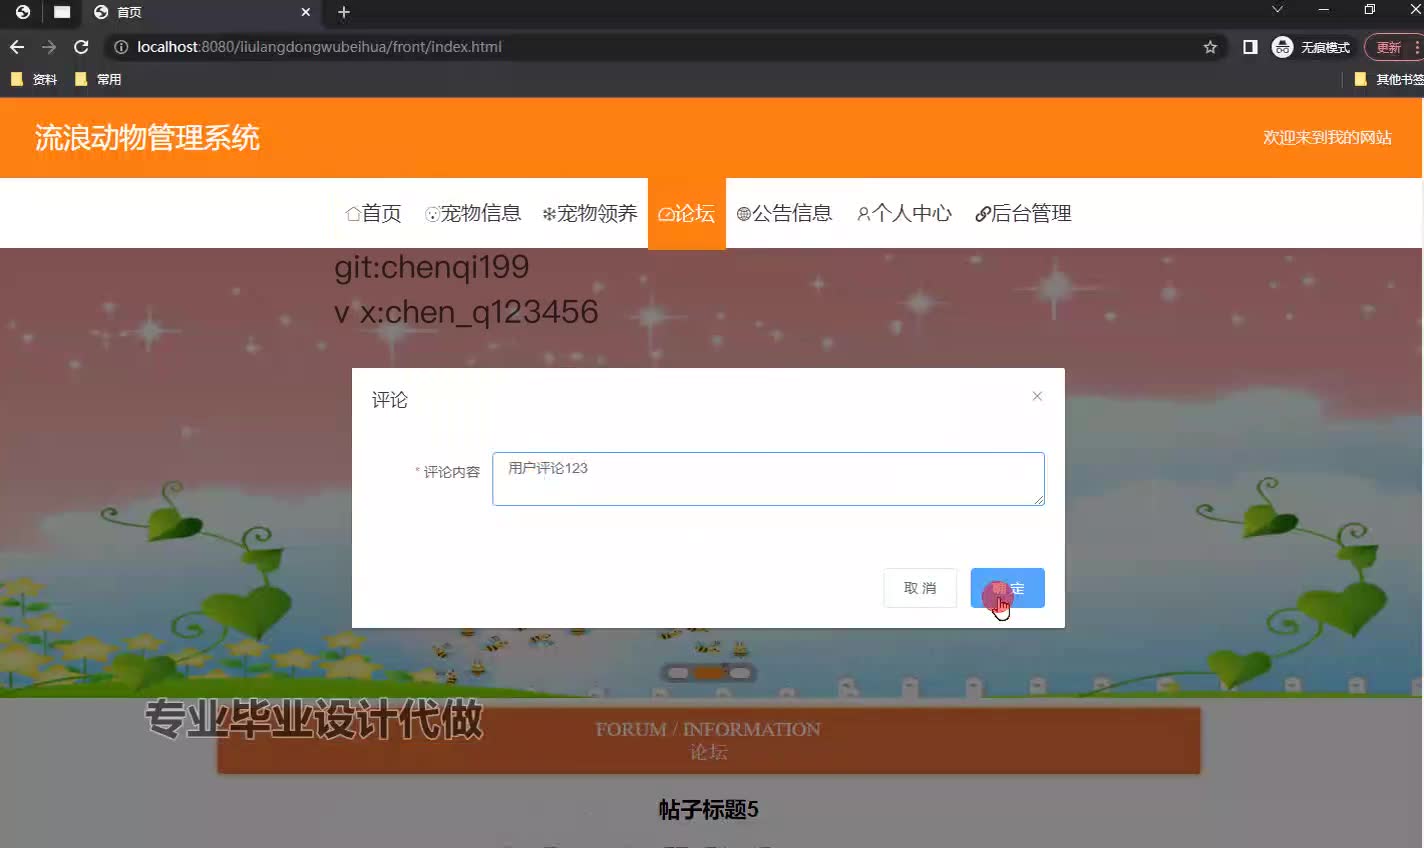 首页
localhost:8080/liulangdongwubeihua/front/index.html
无痕模式
更新
资料
常用
其他书签
流浪动物管理系统
欢迎来到我的网站
首页
宠物信息
宠物领养
论坛
公告信息
个人中心
后台管理
git:chenqi199
v x:chen_q123456
评论
* 评论内容
用户评论123
取 消
确 定
专业毕业设计代做
FORUM / INFORMATION
论坛
帖子标题5